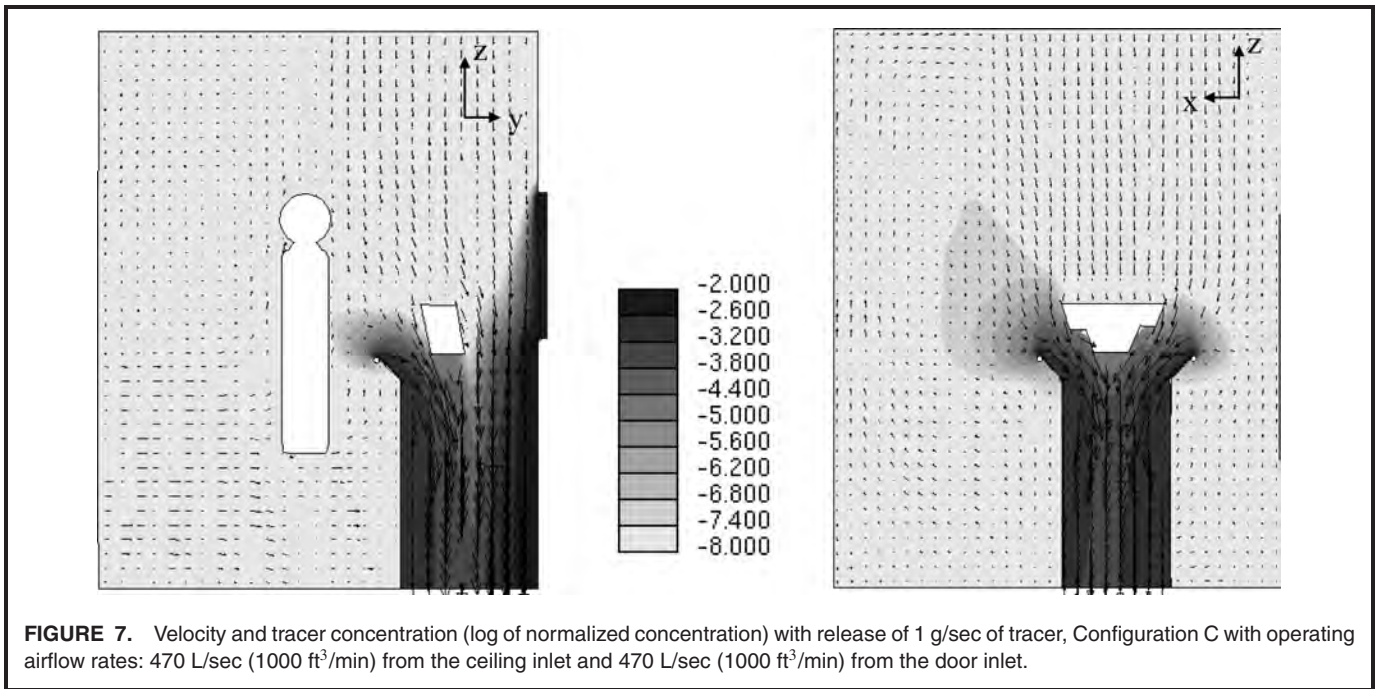 z
y
-2.000
-2.600
-3.200
-3.800
-4.400
-5.000
-5.600
-6.200
-6.800
-7.400
-8.000
z
x
FIGURE 7. Velocity and tracer concentration (log of normalized concentration) with release of 1 g/sec of tracer, Configuration C with operating
airflow rates: 470 L/sec (1000 ft³/min) from the ceiling inlet and 470 L/sec (1000 ft³/min) from the door inlet.